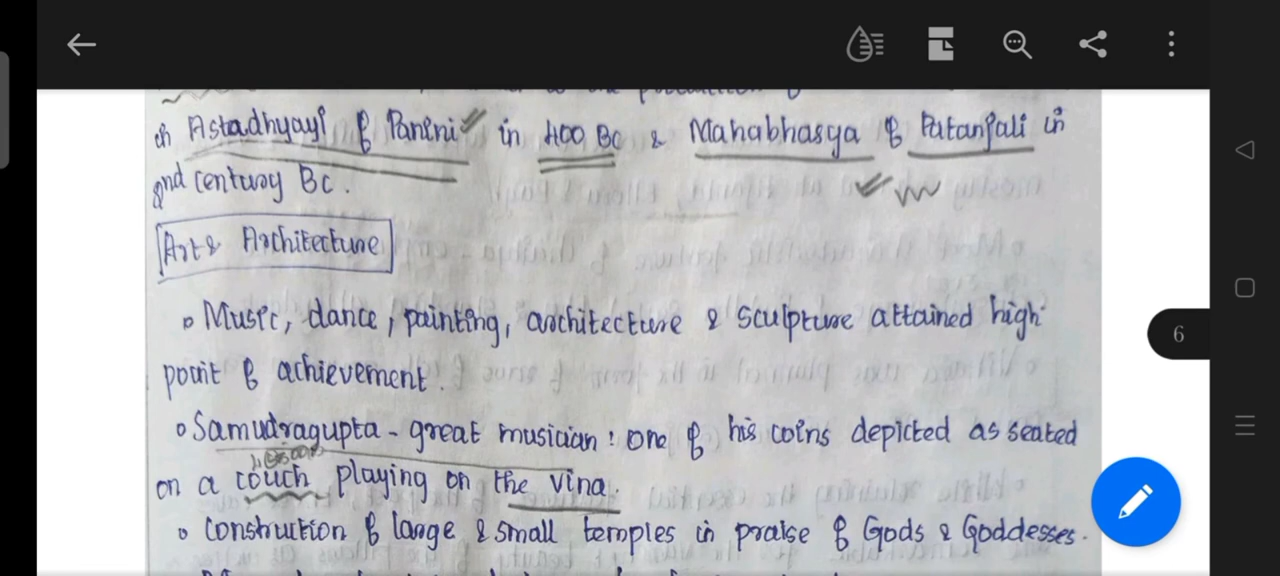 in Astadhyayi of Panini in 400 BC & Mahabhasya of Patanjali in
2nd century BC.
Art & Architecture
Music, dance, painting, architecture & sculpture attained high
point of achievement.
Samudragupta - great musician : one of his coins depicted as seated
on a couch playing on the vina.
Construction of large & small temples in praise of Gods & Goddesses.
6